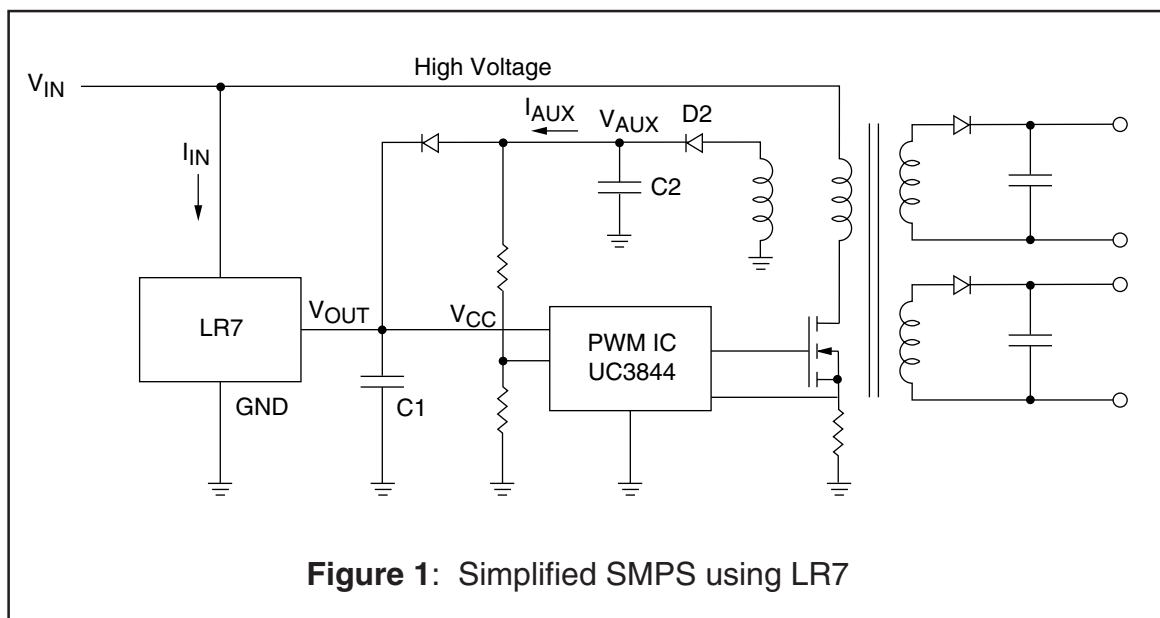 High Voltage
V_IN
I_AUX
V_AUX
D2
I_IN
C2
LR7
V_OUT
V_CC
PWM IC
UC3844
GND
C1
Figure 1: Simplified SMPS using LR7